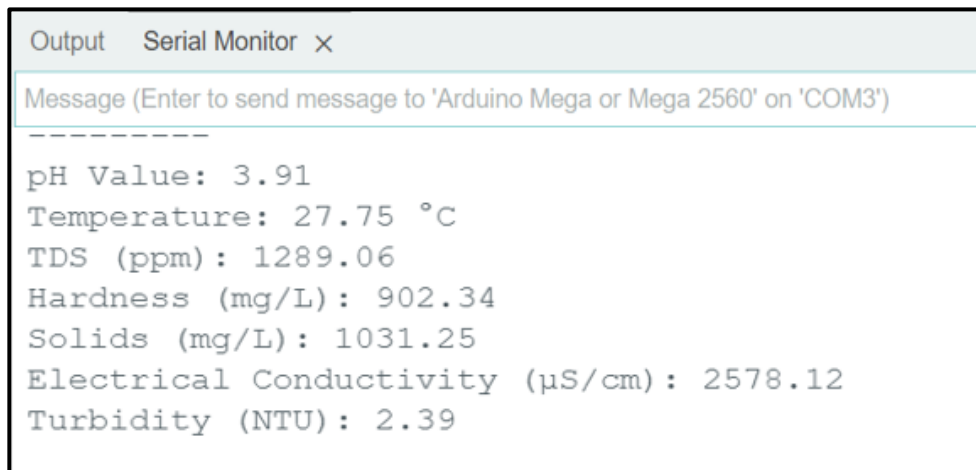 Output Serial Monitor ×
Message (Enter to send message to 'Arduino Mega or Mega 2560' on 'COM3')
---------
pH Value: 3.91
Temperature: 27.75 °C
TDS (ppm): 1289.06
Hardness (mg/L): 902.34
Solids (mg/L): 1031.25
Electrical Conductivity (µS/cm): 2578.12
Turbidity (NTU): 2.39